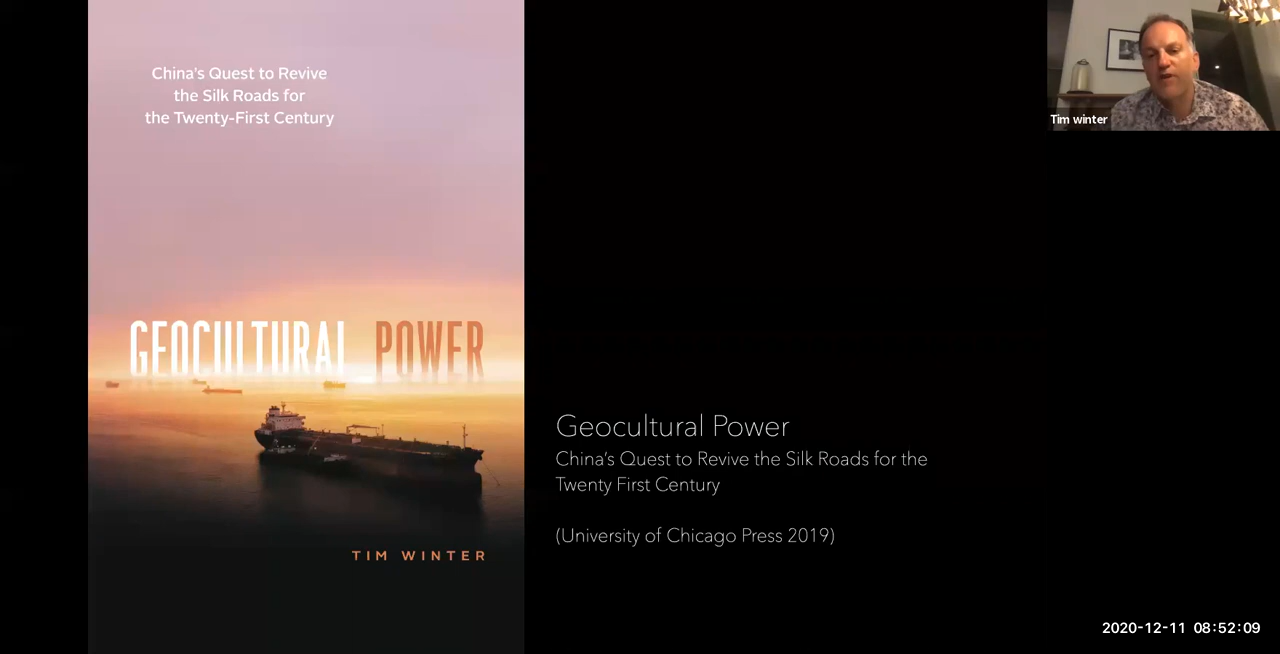 China's Quest to Revive
the Silk Roads for
the Twenty-First Century
GEOCULTURAL POWER
TIM WINTER
Geocultural Power
China's Quest to Revive the Silk Roads for the
Twenty First Century
(University of Chicago Press 2019)
Tim winter
2020-12-11 08:52:09